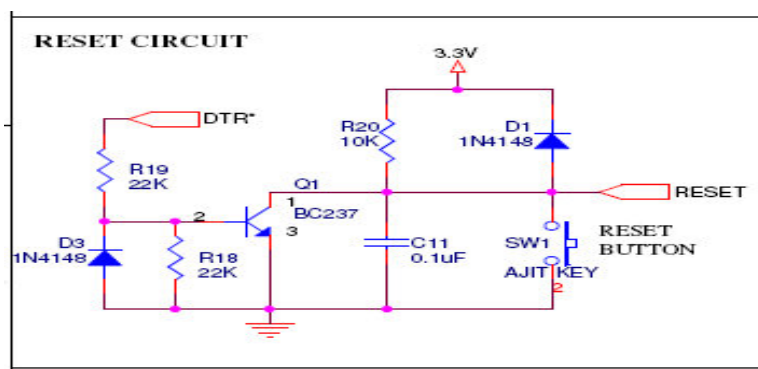 RESET CIRCUIT
3.3V
DTR*
R20
10K
D1
1N4148
R19
22K
Q1
1
BC237
2
3
RESET
D3
1N4148
R18
22K
C11
0.1uF
SW1
RESET
BUTTON
AJIT KEY
2